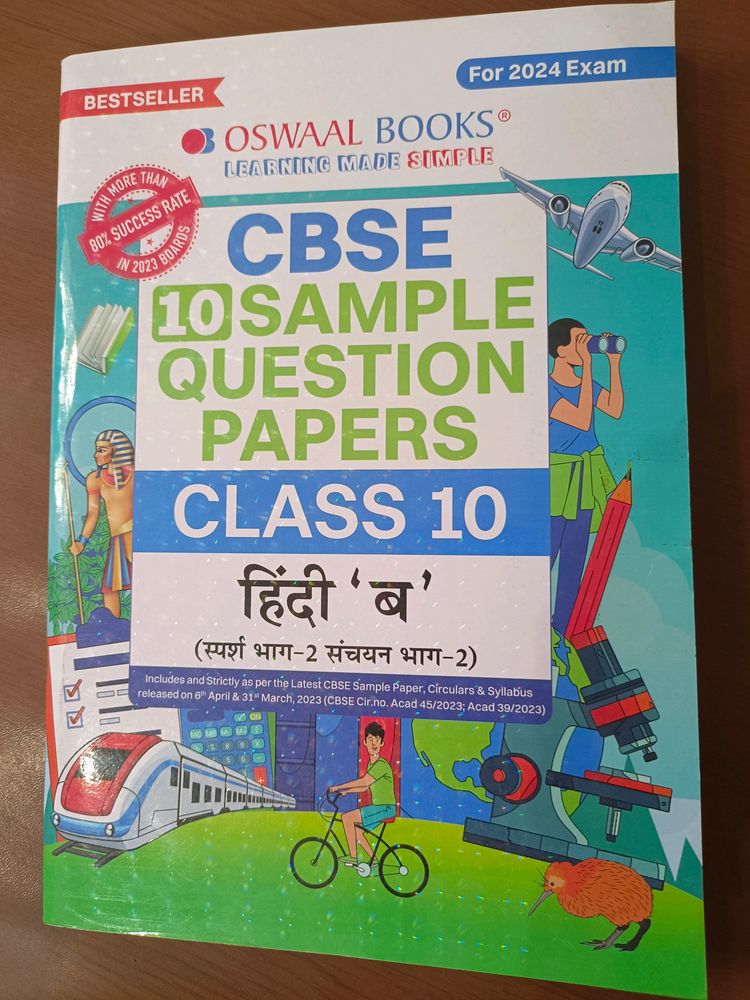 For 2024 Exam
BESTSELLER
OSWAAL BOOKS®
LEARNING MADE SIMPLE
WITH MORE THAN
80% SUCCESS RATE
IN 2023 BOARDS
CBSE
10 SAMPLE
QUESTION
PAPERS
CLASS 10
हिंदी ‘ब’
(स्पर्श भाग-2 संचयन भाग-2)
Includes and Strictly as per the Latest CBSE Sample Paper, Circulars & Syllabus
released on 6th April & 31st March, 2023 (CBSE Cir.no. Acad 45/2023; Acad 39/2023)